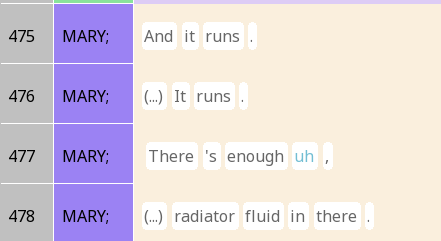 475 MARY; And it runs .
476 MARY; (...) It runs .
477 MARY; There 's enough uh ,
478 MARY; (...) radiator fluid in there .